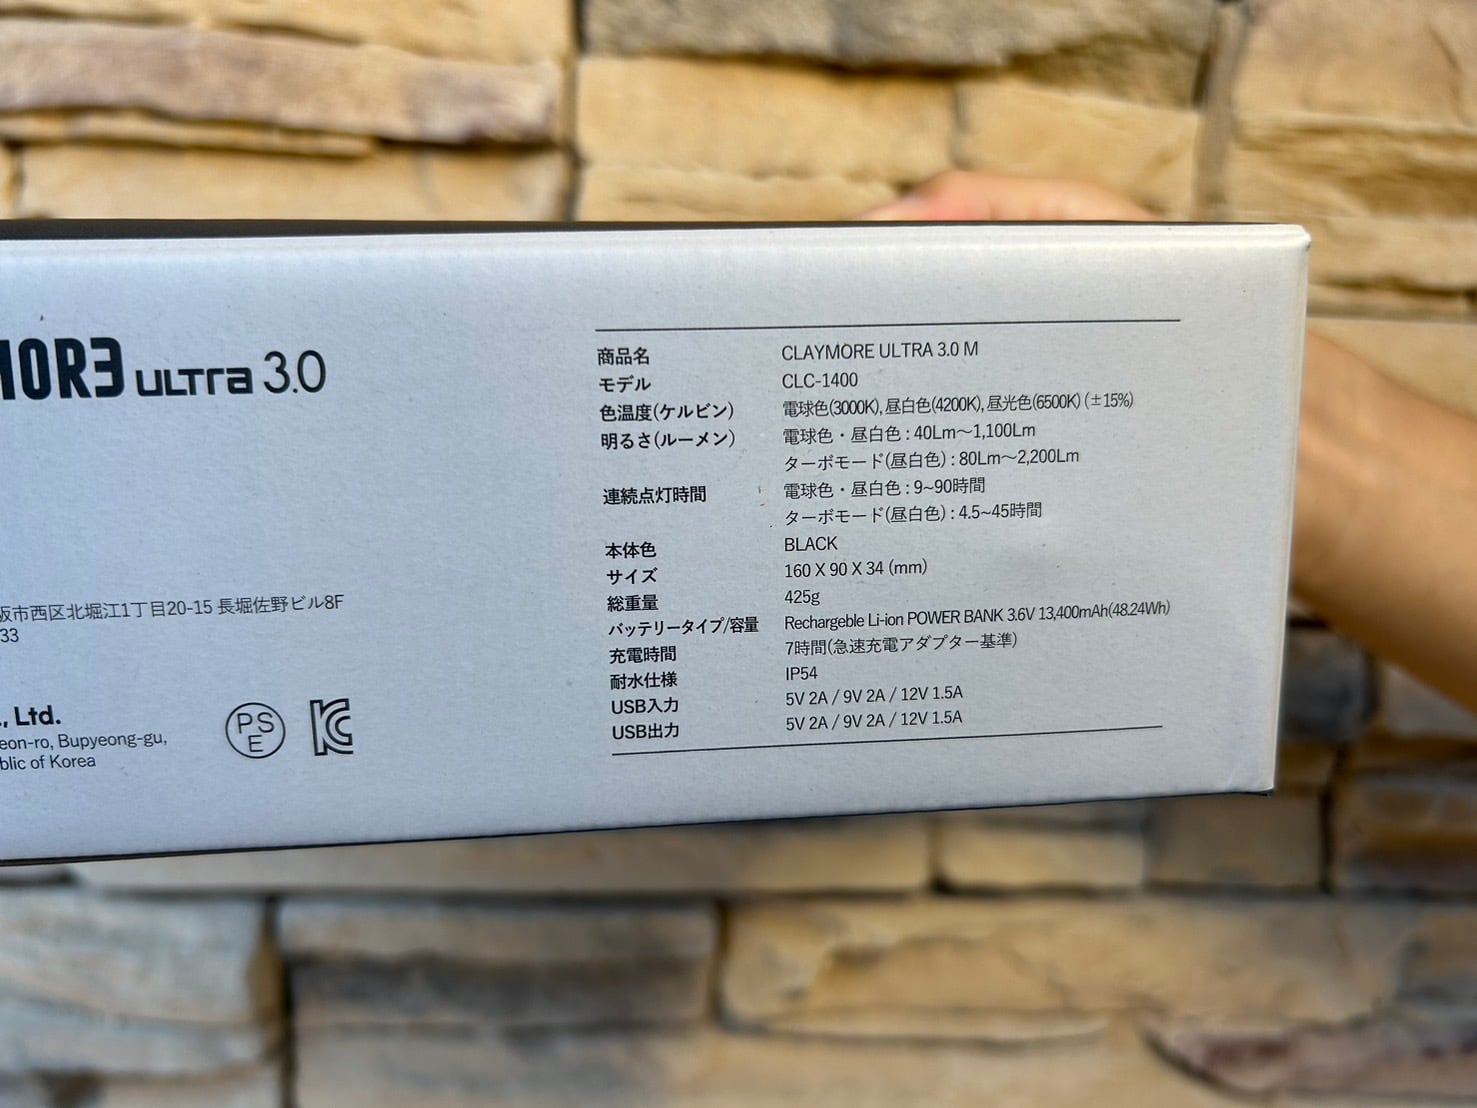 ULTRA 3.0
市西区北堀江1丁目20-15 長堀佐野ビル8F
33
Ltd.
Bupyeong-gu,
of Korea
PS
E
商品名 CLAYMORE ULTRA 3.0 M
モデル CLC-1400
色温度(ケルビン) 電球色(3000K), 昼白色(4200K), 昼光色(6500K) (±15%)
明るさ(ルーメン) 電球色・昼白色 : 40Lm〜1,100Lm
ターボモード(昼白色) : 80Lm〜2,200Lm
連続点灯時間 電球色・昼白色 : 9~90時間
ターボモード(昼白色) : 4.5~45時間
本体色 BLACK
サイズ 160 X 90 X 34 (mm)
総重量 425g
バッテリータイプ/容量 Rechargeble Li-ion POWER BANK 3.6V 13,400mAh(48.24Wh)
充電時間 7時間(急速充電アダプター基準)
耐水仕様 IP54
USB入力 5V 2A / 9V 2A / 12V 1.5A
USB出力 5V 2A / 9V 2A / 12V 1.5A